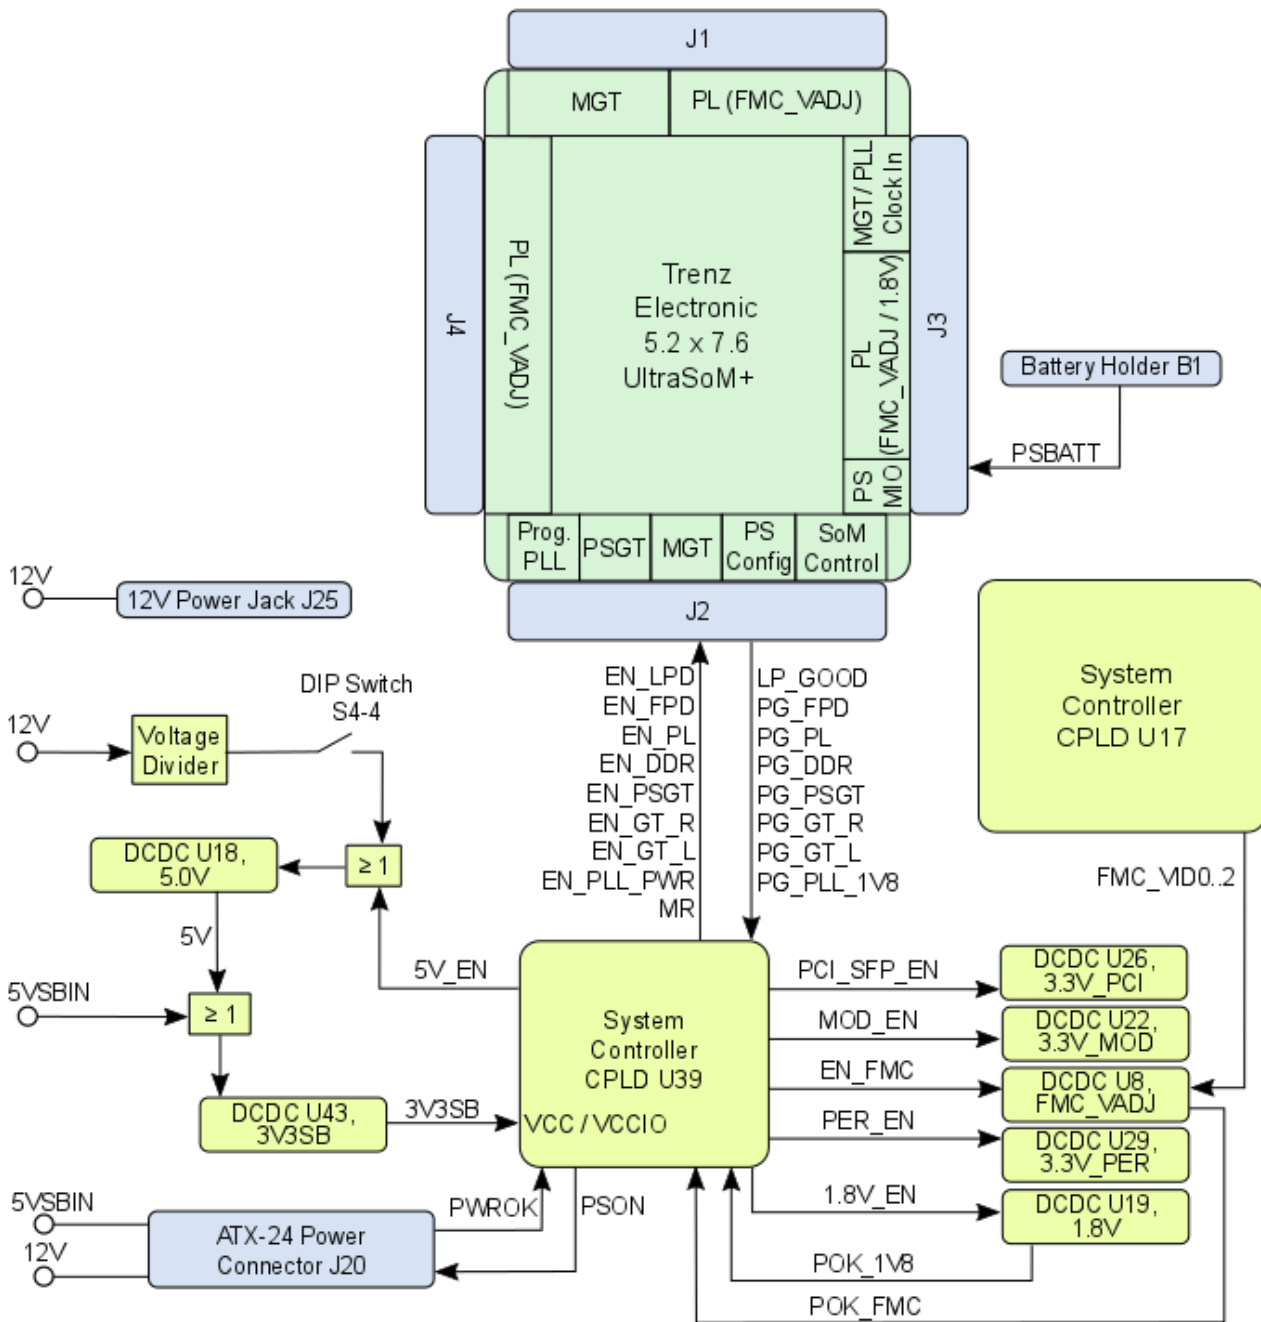 J1
MGT
PL (FMC_VADJ)
J4
PL (FMC_VADJ)
Trenz
Electronic
5.2 x 7.6
UltraSoM+
MGT / PLL
Clock In
PL
(FMC_VADJ / 1.8V)
PS
MIO
J3
Battery Holder B1
PSBATT
Prog.
PLL
PSGT
MGT
PS
Config
SoM
Control
J2
12V
12V Power Jack J25
DIP Switch
S4-4
12V
Voltage
Divider
EN_LPD
EN_FPD
EN_PL
EN_DDR
EN_PSGT
EN_GT_R
EN_GT_L
EN_PLL_PWR
MR
LP_GOOD
PG_FPD
PG_PL
PG_DDR
PG_PSGT
PG_GT_R
PG_GT_L
PG_PLL_1V8
System
Controller
CPLD U17
FMC_VID0..2
DCDC U18,
5.0V
≥ 1
5V
5V_EN
5VSBIN
≥ 1
DCDC U43,
3V3SB
3V3SB
System
Controller
CPLD U39
VCC / VCCIO
PCI_SFP_EN
DCDC U26,
3.3V_PCI
MOD_EN
DCDC U22,
3.3V_MOD
EN_FMC
DCDC U8,
FMC_VADJ
PER_EN
DCDC U29,
3.3V_PER
1.8V_EN
DCDC U19,
1.8V
5VSBIN
12V
ATX-24 Power
Connector J20
PWROK
PSON
POK_1V8
POK_FMC